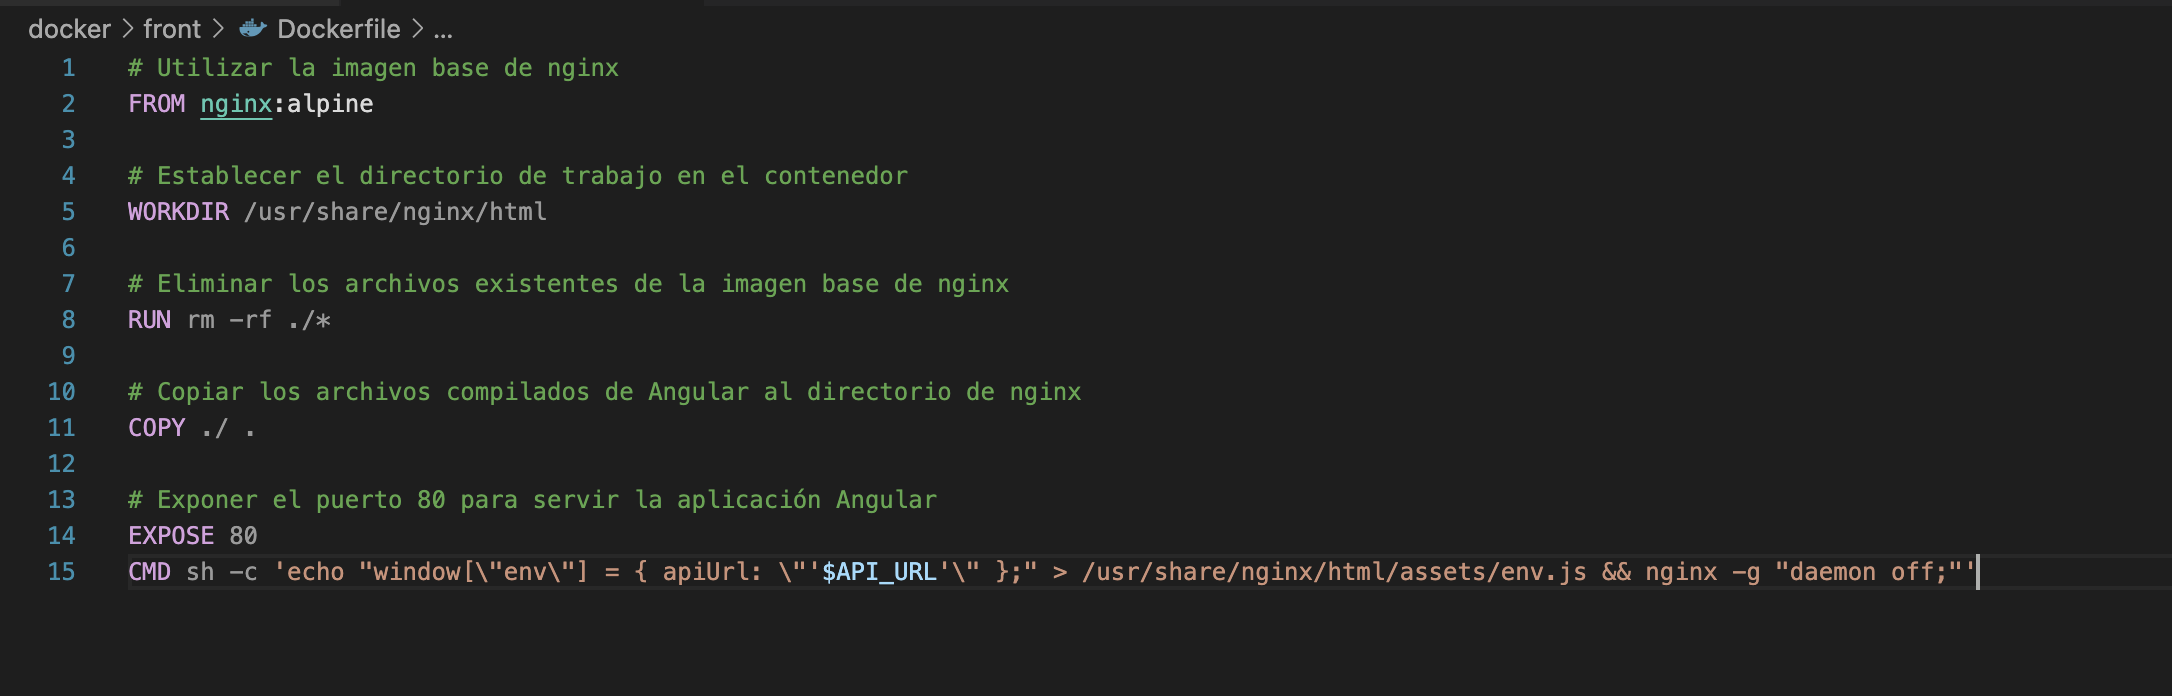 docker > front > Dockerfile > ...
1 # Utilizar la imagen base de nginx
2 FROM nginx:alpine
3
4 # Establecer el directorio de trabajo en el contenedor
5 WORKDIR /usr/share/nginx/html
6
7 # Eliminar los archivos existentes de la imagen base de nginx
8 RUN rm -rf ./*
9
10 # Copiar los archivos compilados de Angular al directorio de nginx
11 COPY ./ .
12
13 # Exponer el puerto 80 para servir la aplicación Angular
14 EXPOSE 80
15 CMD sh -c 'echo "window[\"env\"] = { apiUrl: \"'$API_URL'\" };" > /usr/share/nginx/html/assets/env.js && nginx -g "daemon off;"'